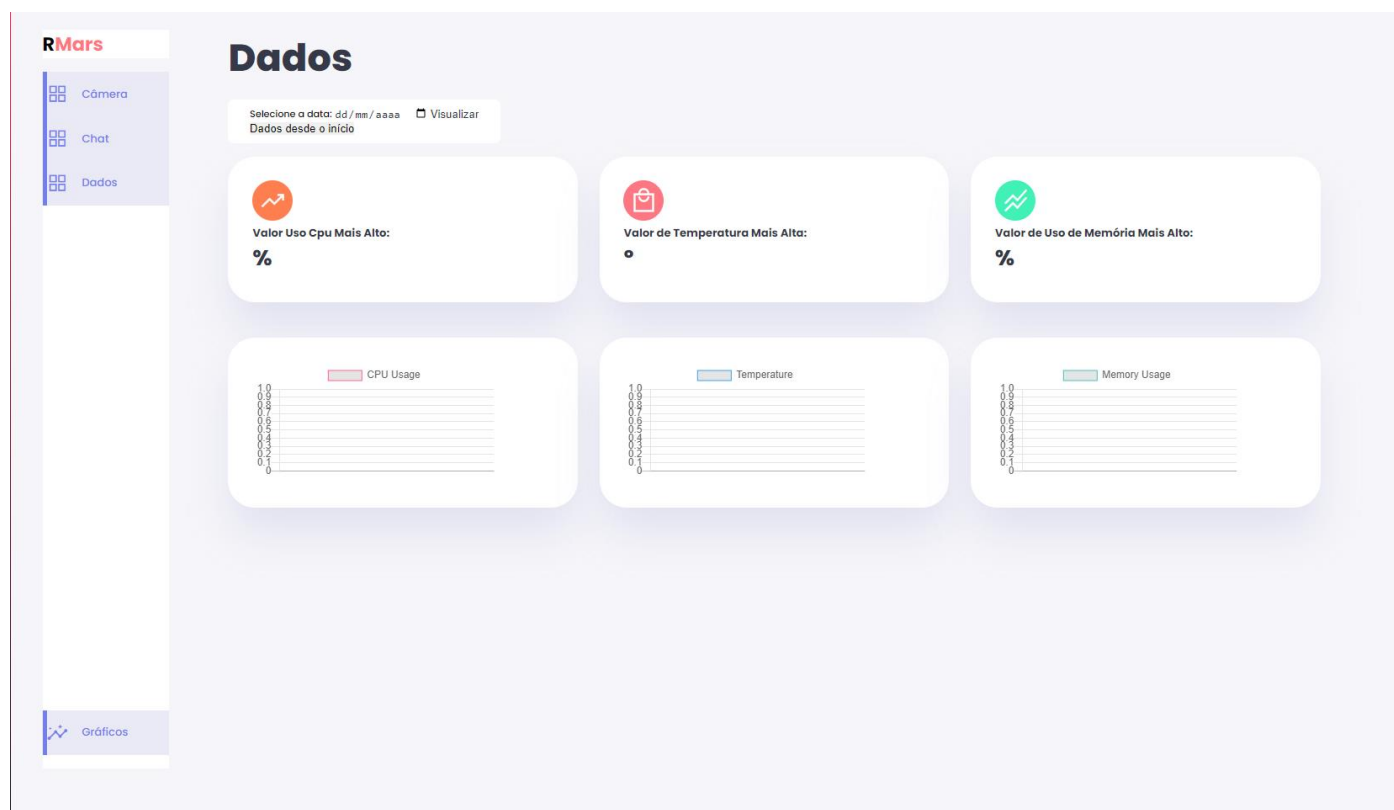 RMars
Câmera
Chat
Dados
Gráficos
Dados
Selecione a data: dd/mm/aaaa Visualizar
Dados desde o início
Valor Uso Cpu Mais Alto:
%
Valor de Temperatura Mais Alta:
°
Valor de Uso de Memória Mais Alto:
%
CPU Usage
1.0
0.9
0.8
0.7
0.6
0.5
0.4
0.3
0.2
0.1
0
Temperature
1.0
0.9
0.8
0.7
0.6
0.5
0.4
0.3
0.2
0.1
0
Memory Usage
1.0
0.9
0.8
0.7
0.6
0.5
0.4
0.3
0.2
0.1
0